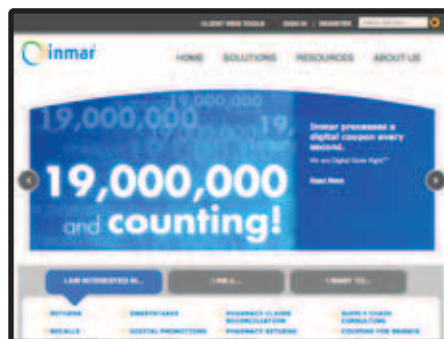 CLIENT WEB TOOLS SIGN IN | REGISTER
inmar
HOME SOLUTIONS RESOURCES ABOUT US
19,000,000
19,000,000
19,
19,000,000
and counting!
Inmar processes a
digital coupon every
second.
We are Digital Done Right™
Read More
I AM INTERESTED IN... I AM A... I WANT TO...
RETURNS SWEEPSTAKES PHARMACY CLAIMS
RECONCILIATION SUPPLY CHAIN
CONSULTING
RECALLS DIGITAL PROMOTIONS PHARMACY RETURNS COUPONS FOR BRANDS